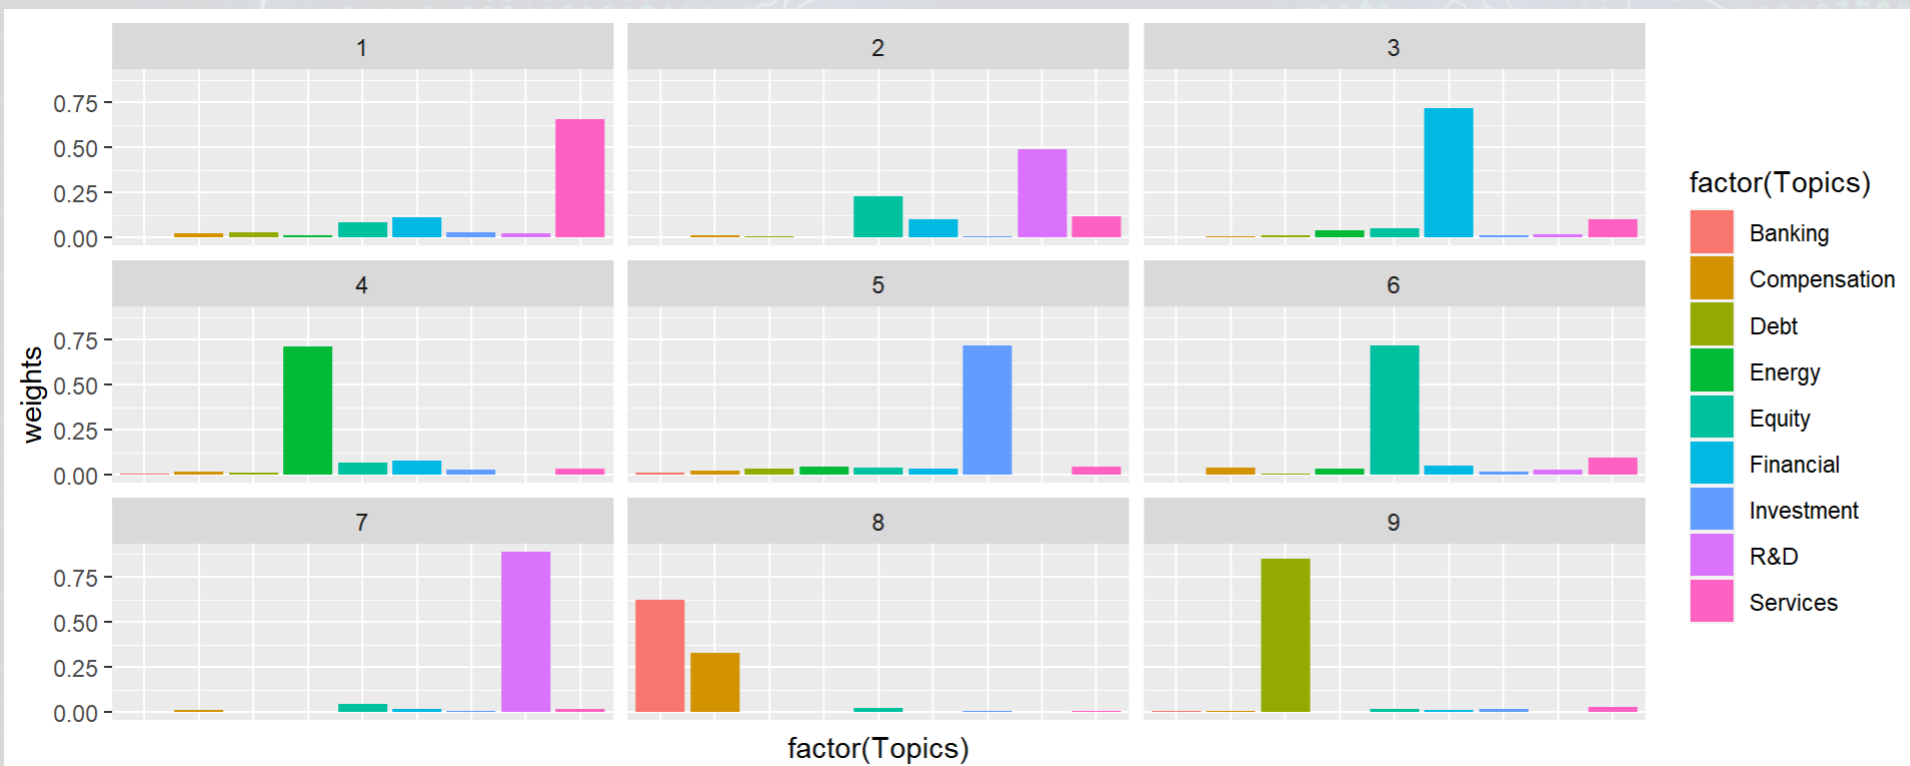 1
2
3
0.75
0.50
0.25
0.00
4
5
6
0.75
0.50
0.25
0.00
7
8
9
0.75
0.50
0.25
0.00
weights
factor(Topics)
factor(Topics)
Banking
Compensation
Debt
Energy
Equity
Financial
Investment
R&D
Services